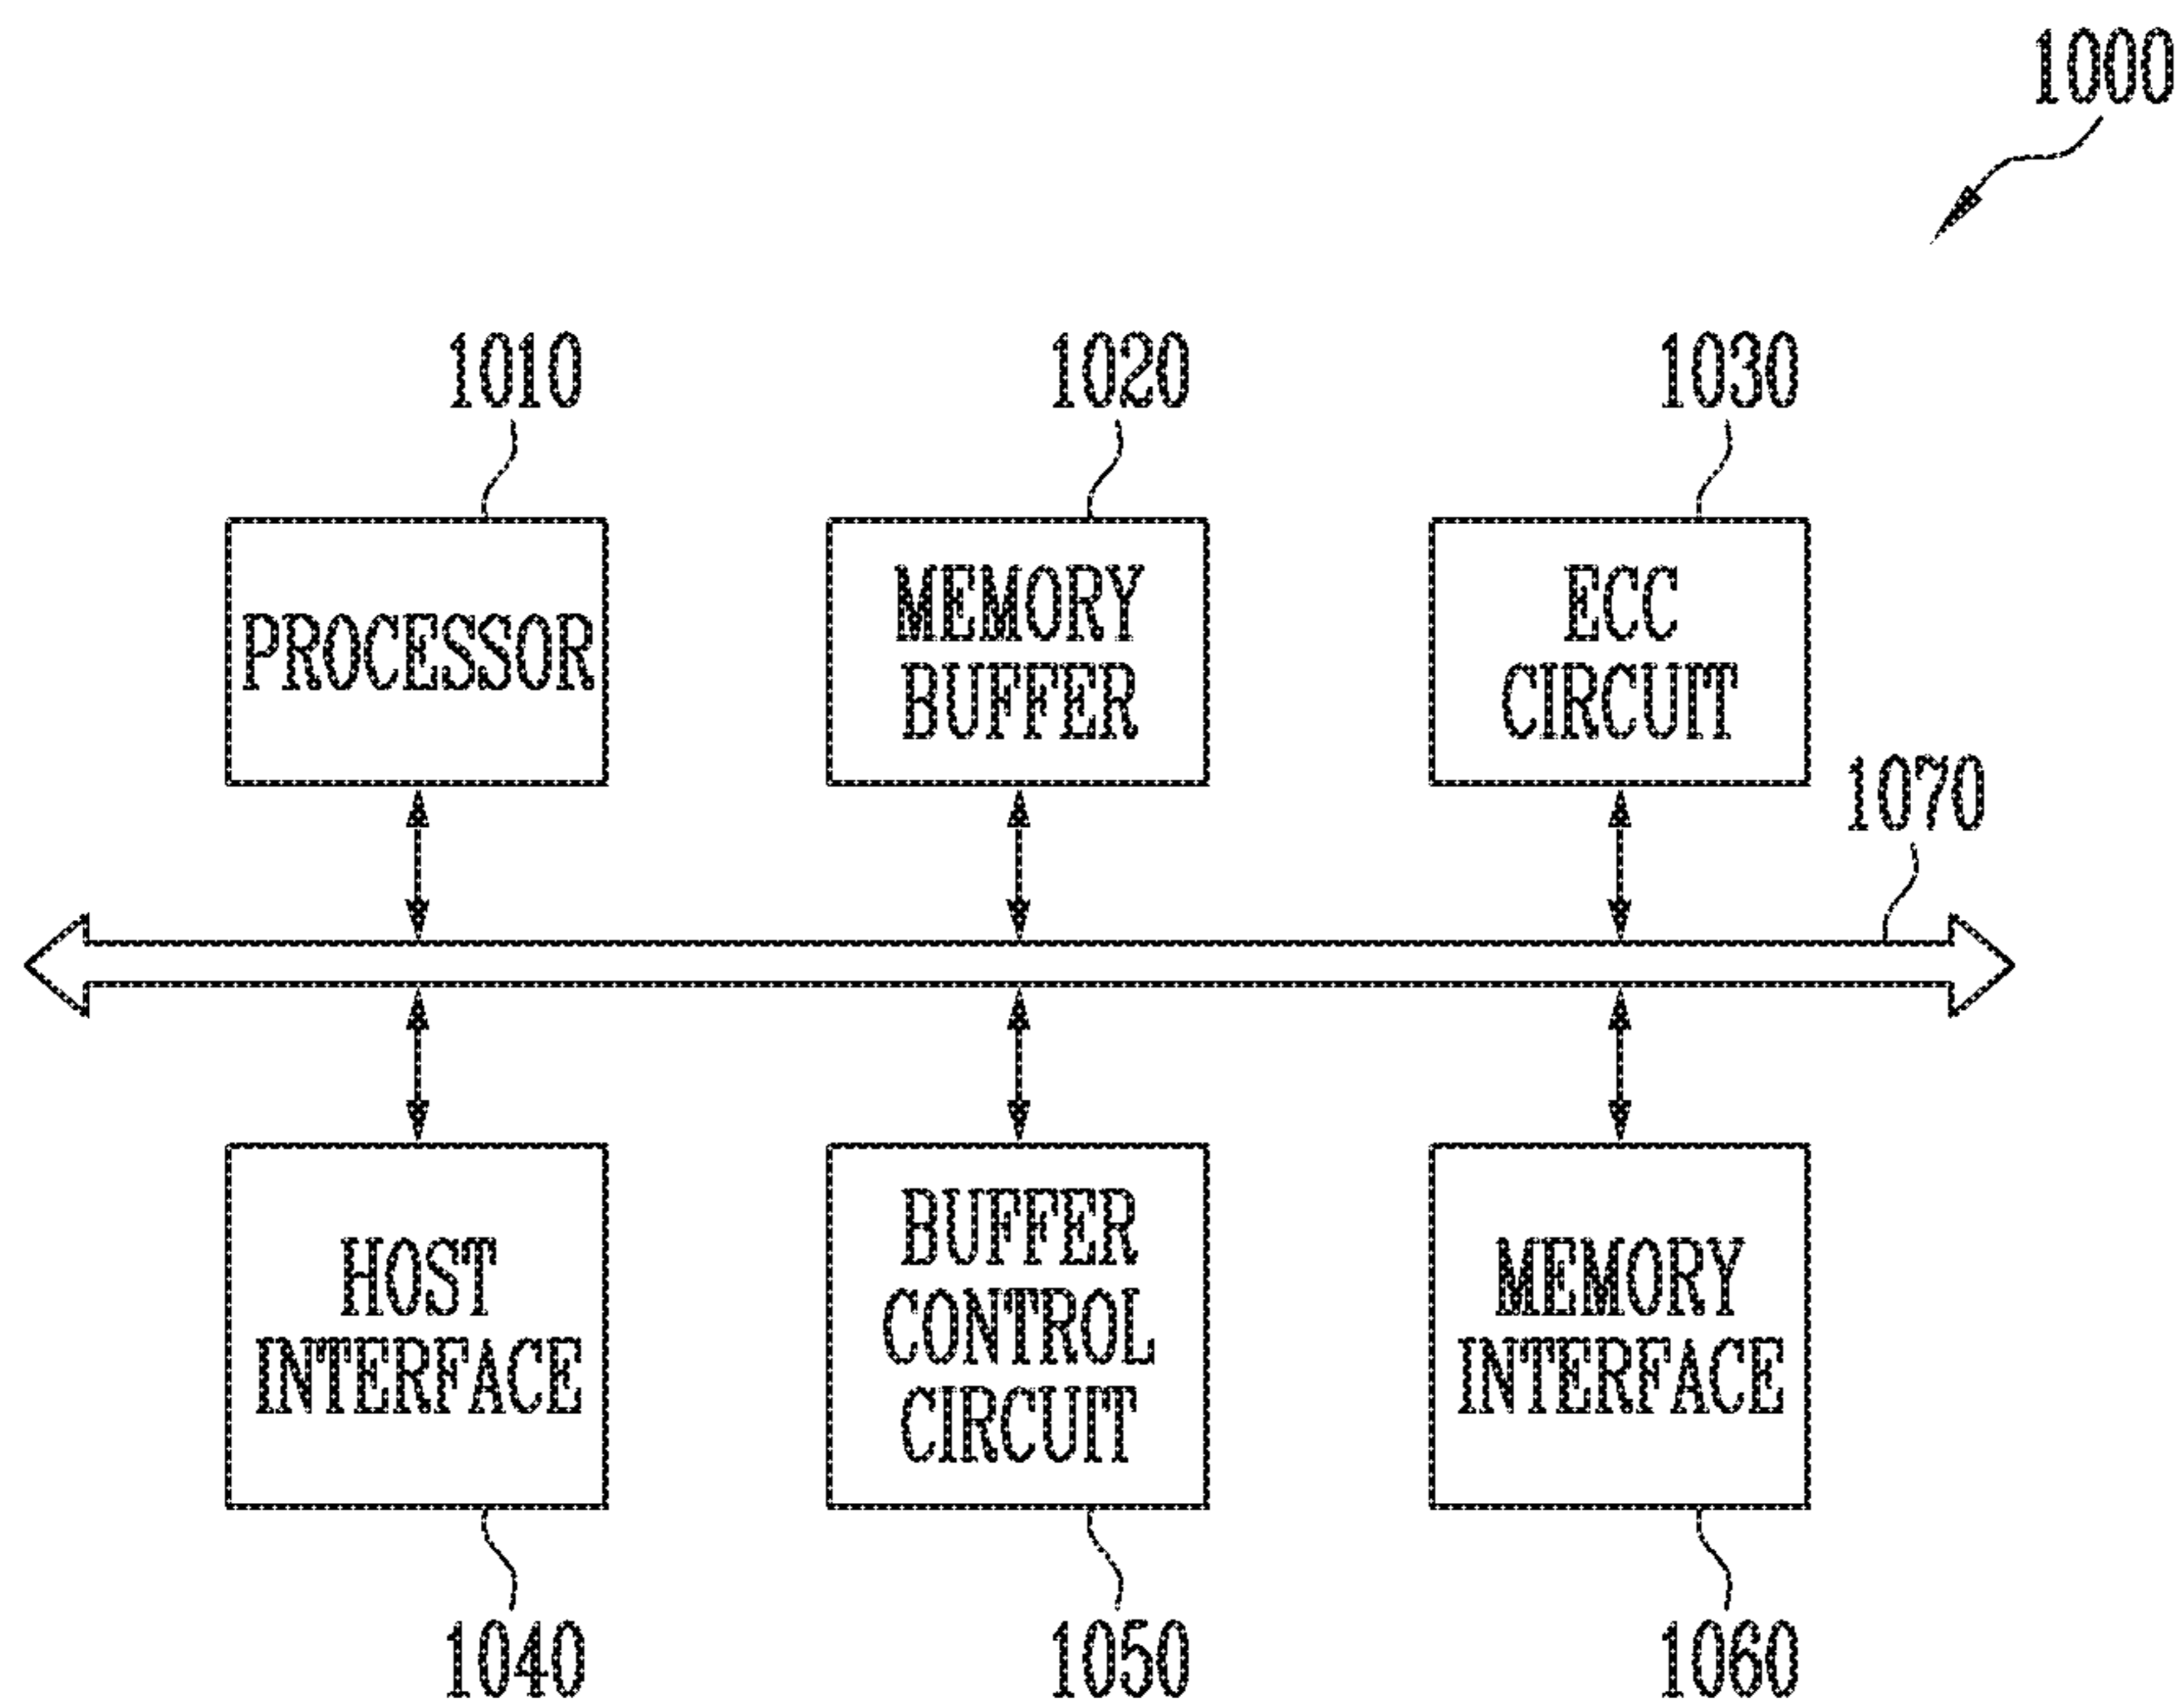 1000
1010
1020
1030
PROCESSOR
MEMORY
BUFFER
ECC
CIRCUIT
1070
HOST
INTERFACE
BUFFER
CONTROL
CIRCUIT
MEMORY
INTERFACE
1040
1050
1060